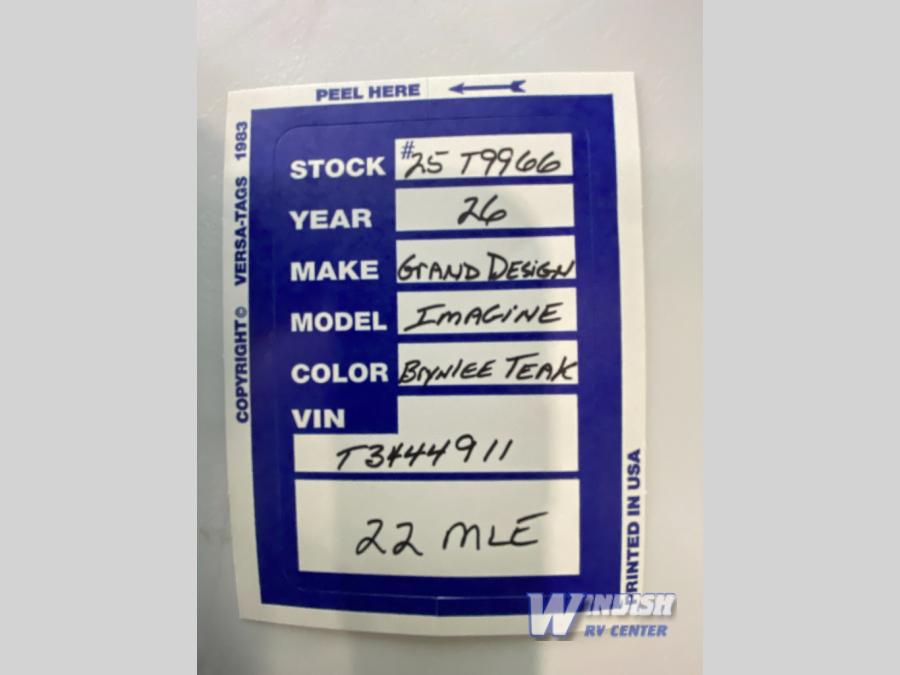 PEEL HERE
COPYRIGHT © VERSA-TAGS 1983
STOCK #25 T9966
YEAR 26
MAKE GRAND DESIGN
MODEL IMAGINE
COLOR BRYNLEE TEAK
VIN
T3444911
22 MLE
PRINTED IN USA
WINDISH
RV CENTER